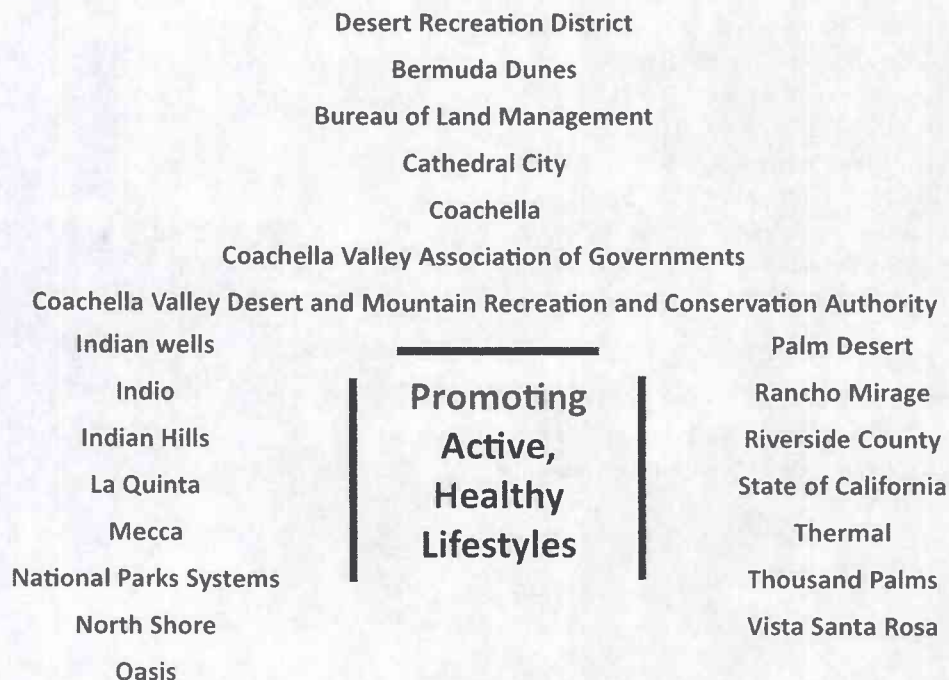 Desert Recreation District
Bermuda Dunes
Bureau of Land Management
Cathedral City
Coachella
Coachella Valley Association of Governments
Coachella Valley Desert and Mountain Recreation and Conservation Authority
Indian wells
Indio
Indian Hills
La Quinta
Mecca
National Parks Systems
North Shore
Oasis
Promoting
Active,
Healthy
Lifestyles
Palm Desert
Rancho Mirage
Riverside County
State of California
Thermal
Thousand Palms
Vista Santa Rosa